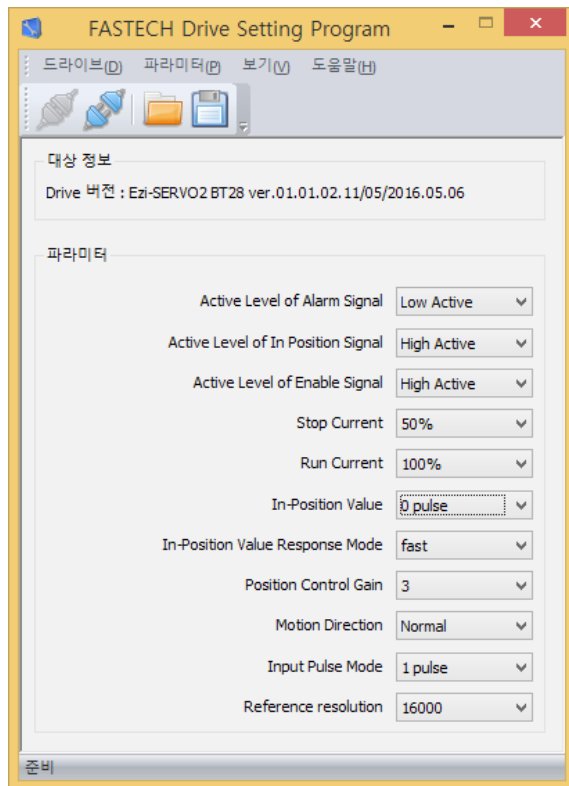 FASTECH Drive Setting Program
드라이브(D) 파라미터(P) 보기(V) 도움말(H)
대상 정보
Drive 버전 : Ezi-SERVO2 BT28 ver.01.01.02.11/05/2016.05.06
파라미터
Active Level of Alarm Signal Low Active
Active Level of In Position Signal High Active
Active Level of Enable Signal High Active
Stop Current 50%
Run Current 100%
In-Position Value 0 pulse
In-Position Value Response Mode fast
Position Control Gain 3
Motion Direction Normal
Input Pulse Mode 1 pulse
Reference resolution 16000
준비